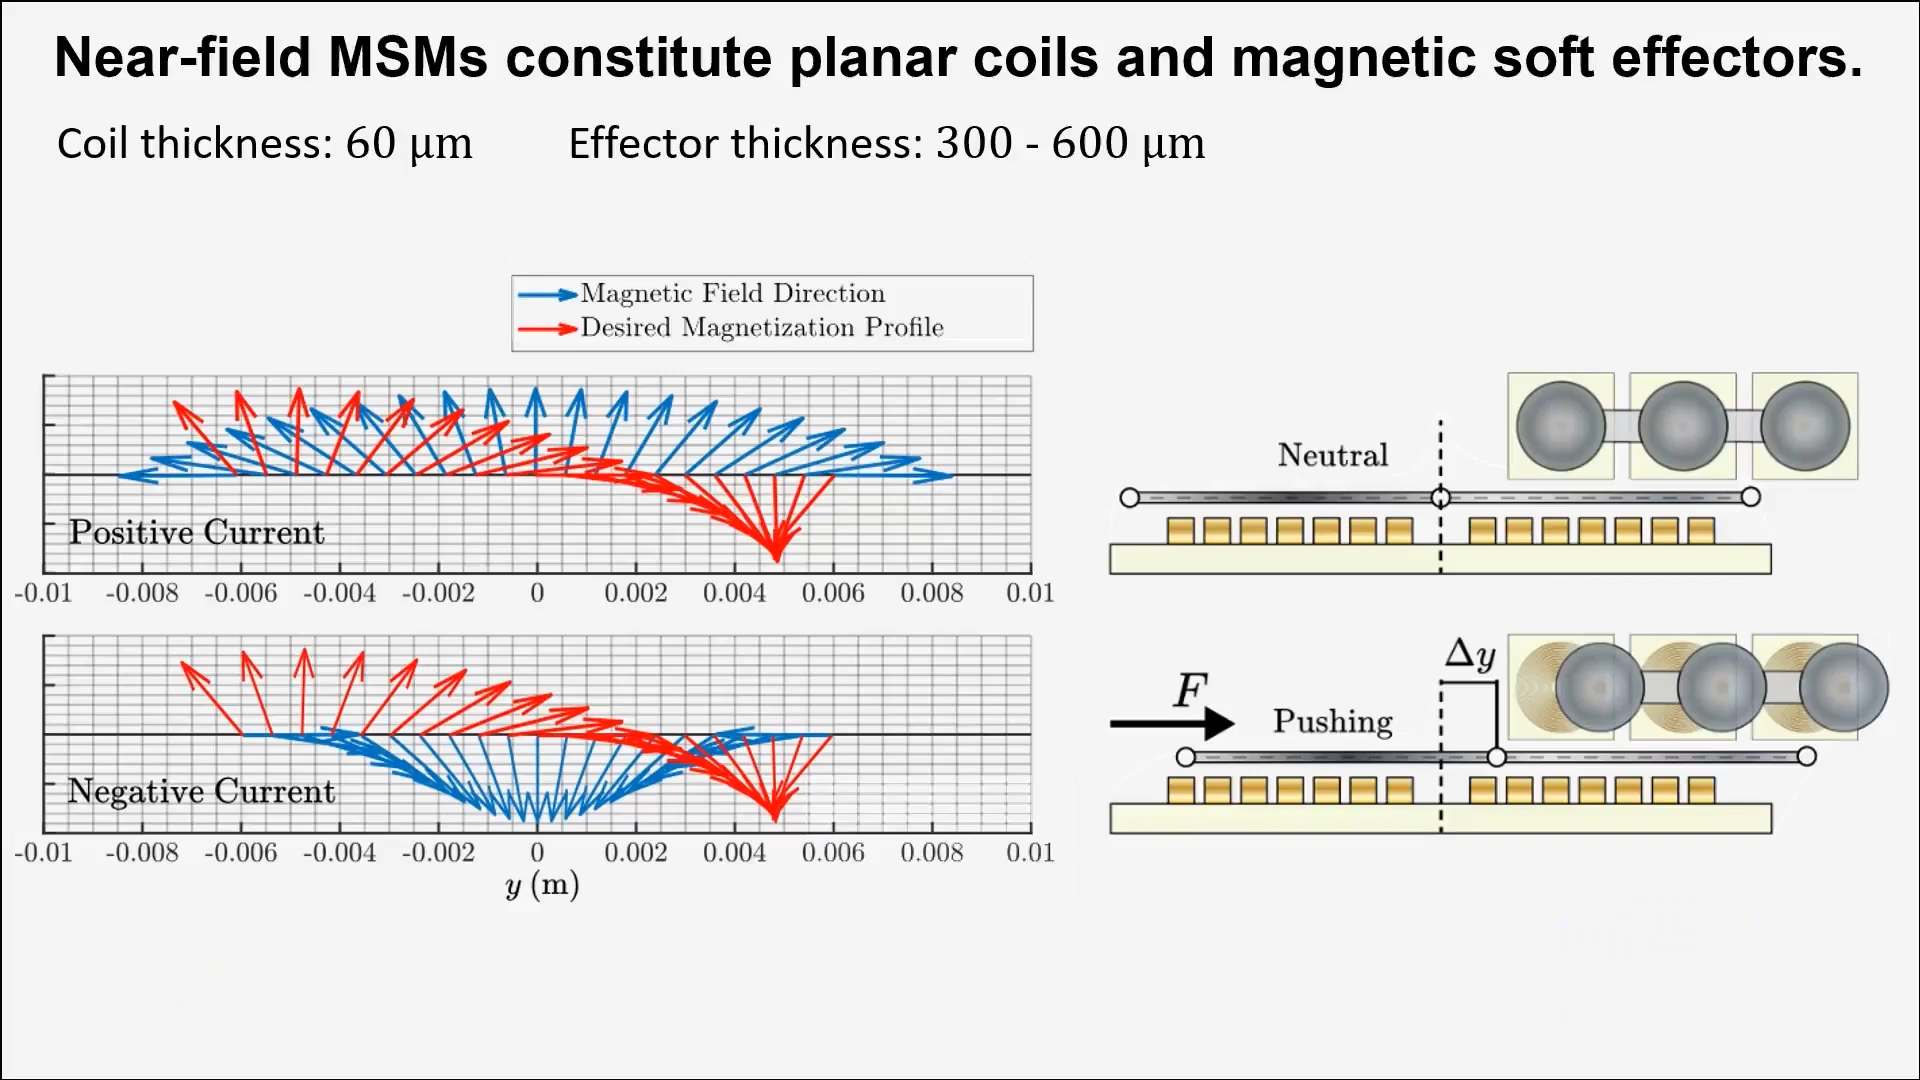 Near-field MSMs constitute planar coils and magnetic soft effectors.
Coil thickness: 60 μm Effector thickness: 300 - 600 μm
Magnetic Field Direction
Desired Magnetization Profile
Positive Current
-0.01 -0.008 -0.006 -0.004 -0.002 0 0.002 0.004 0.006 0.008 0.01
Negative Current
-0.01 -0.008 -0.006 -0.004 -0.002 0 0.002 0.004 0.006 0.008 0.01
y (m)
Neutral
Δy
F
Pushing